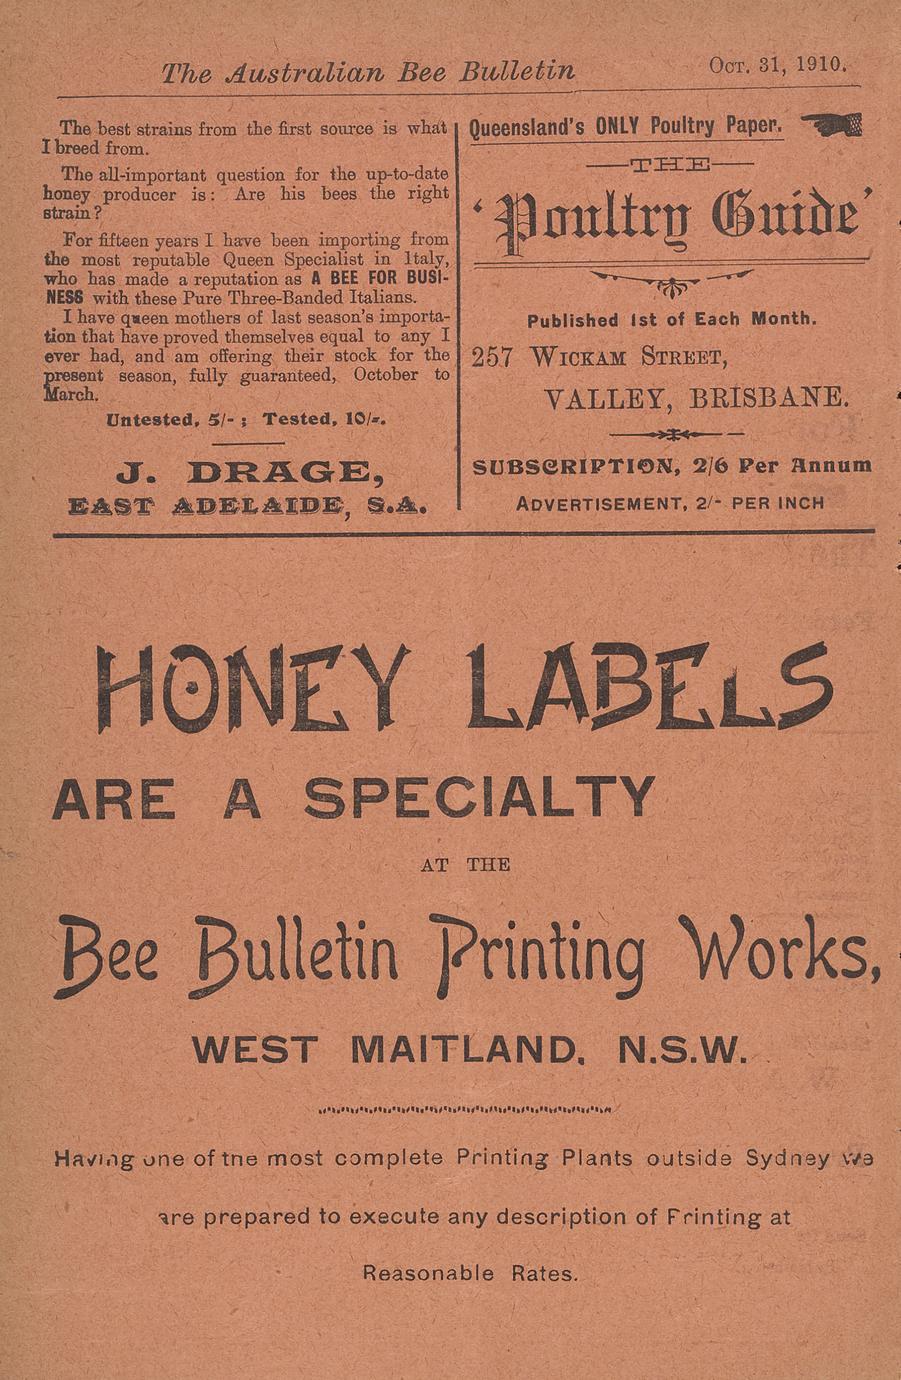 The Australian Bee Bulletin
Oct. 31, 1910.
The best strains from the first source is what
I breed from.
The all-important question for the up-to-date
honey producer is: Are his bees the right
strain?
For fifteen years I have been importing from
the most reputable Queen Specialist in Italy,
who has made a reputation as A BEE FOR BUSI-
NESS with these Pure Three-Banded Italians.
I have queen mothers of last season's importa-
tion that have proved themselves equal to any I
ever had, and am offering their stock for the
present season, fully guaranteed, October to
March.
Untested, 5/- ; Tested, 10/-.
J. DRAGE,
EAST ADELAIDE, S.A.
Queensland's ONLY Poultry Paper.
THE
'Poultry Guide'
Published 1st of Each Month.
257 Wickam Street,
VALLEY, BRISBANE.
SUBSCRIPTION, 2/6 Per Annum
Advertisement, 2/- per inch
HONEY LABELS
ARE A SPECIALTY
AT THE
Bee Bulletin Printing Works,
WEST MAITLAND. N.S.W.
Having one of tne most complete Printing Plants outside Sydney we
are prepared to execute any description of Frinting at
Reasonable Rates.